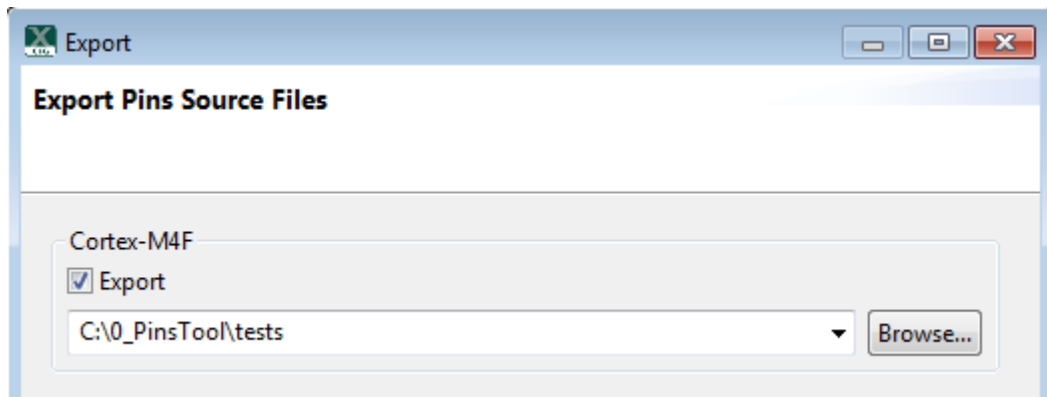 Export
Export Pins Source Files
Cortex-M4F
Export
C:\0_PinsTool\tests
Browse...